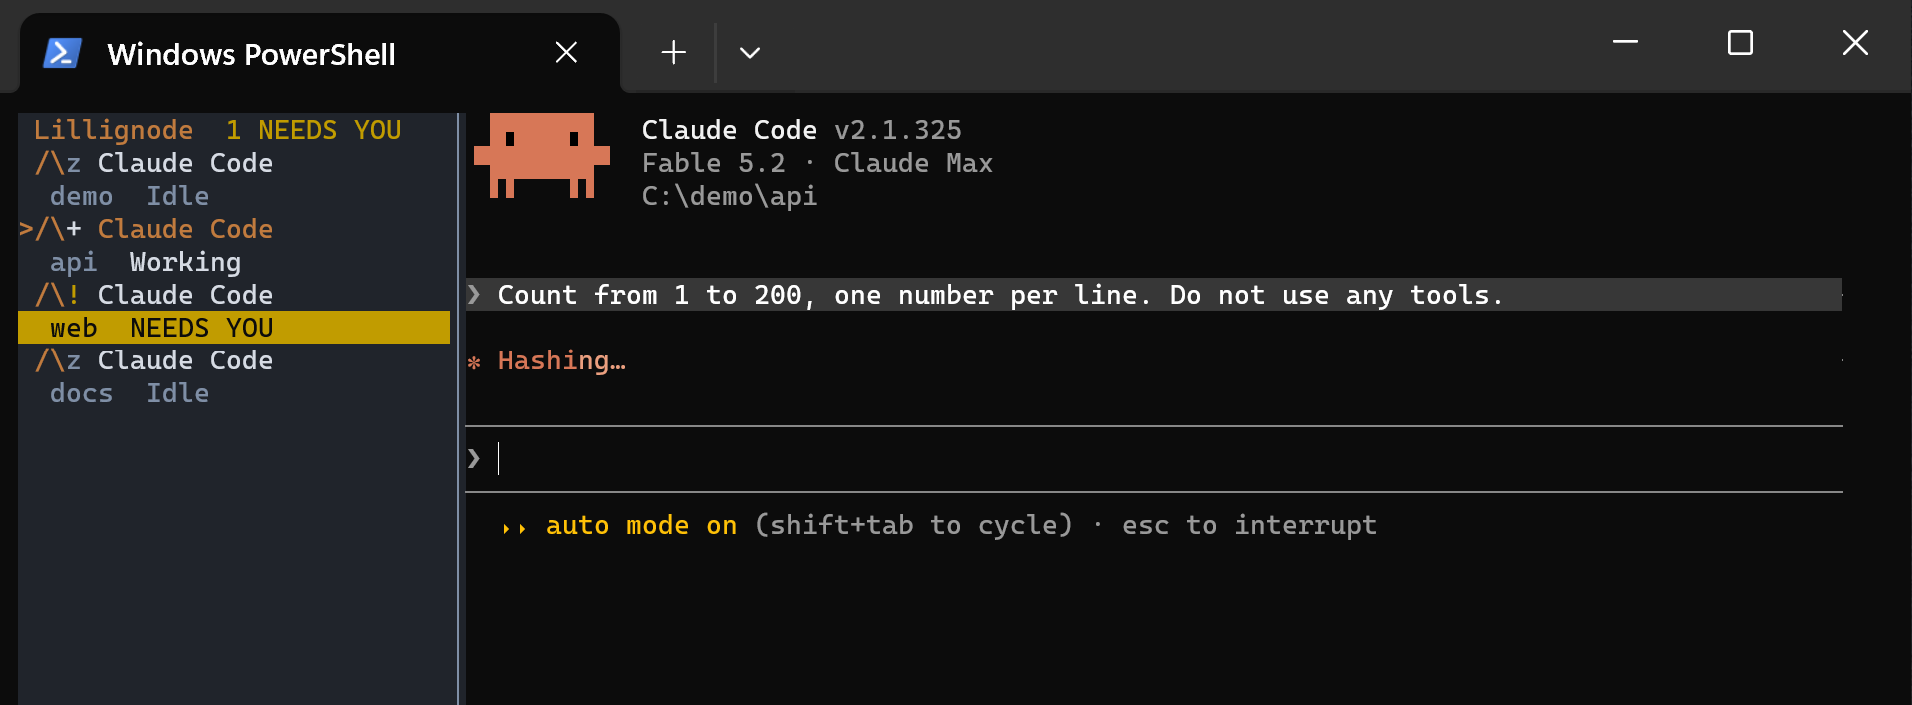 Windows PowerShell
Lillignode  1 NEEDS YOU
/\z Claude Code
demo  Idle
>/\+ Claude Code
api  Working
/\! Claude Code
web  NEEDS YOU
/\z Claude Code
docs  Idle
Claude Code v2.1.325
Fable 5.2 · Claude Max
C:\demo\api
❯ Count from 1 to 200, one number per line. Do not use any tools.
✻ Hashing…
❯
⏵⏵ auto mode on (shift+tab to cycle) · esc to interrupt